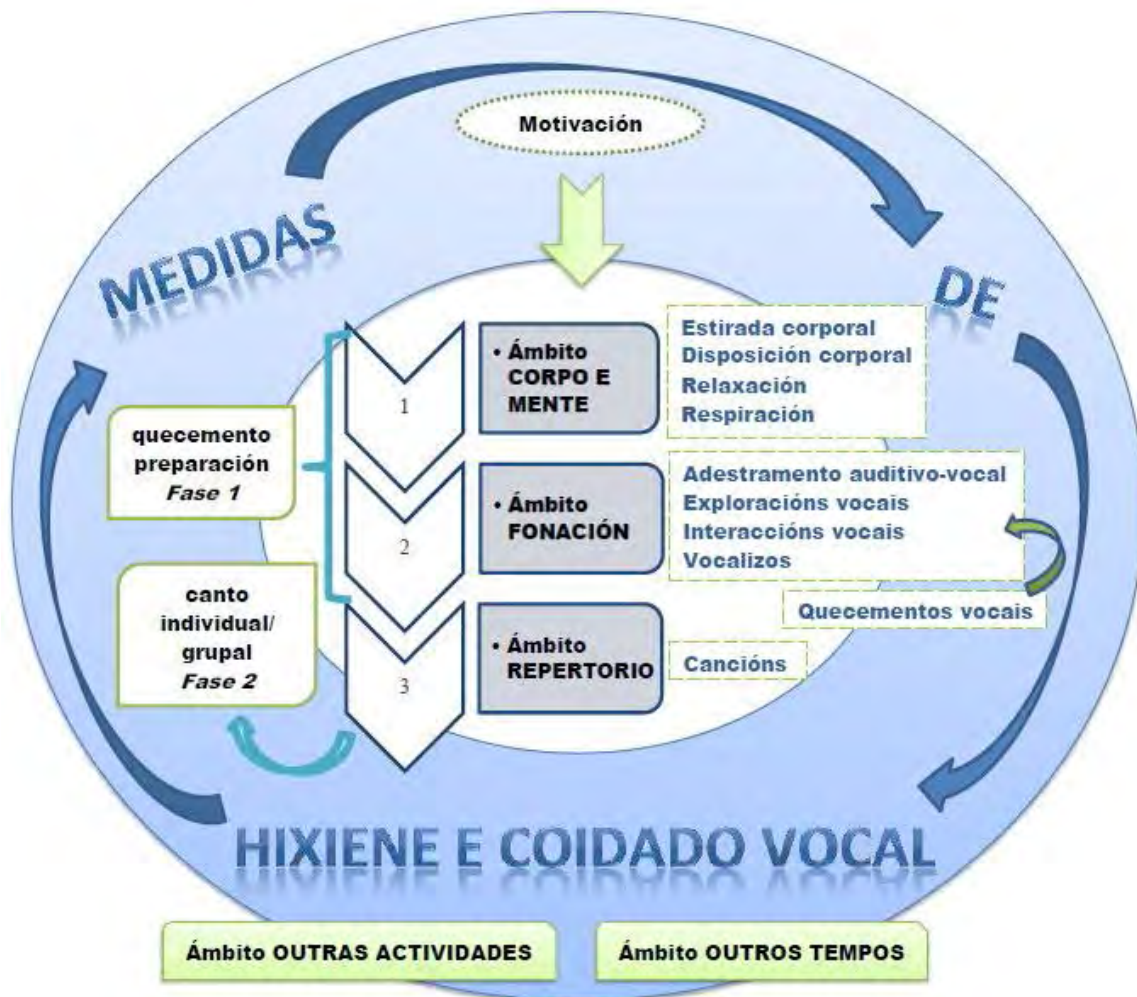 Motivación
MEDIDAS
DE
1
• Ámbito
CORPO E
MENTE
Estirada corporal
Disposición corporal
Relaxación
Respiración
quecemento
preparación
Fase 1
2
• Ámbito
FONACIÓN
Adestramento auditivo-vocal
Exploracións vocais
Interaccións vocais
Vocalizos
Quecementos vocais
canto
individual/
grupal
Fase 2
3
• Ámbito
REPERTORIO
Cancións
HIXIENE E COIDADO VOCAL
Ámbito OUTRAS ACTIVIDADES
Ámbito OUTROS TEMPOS